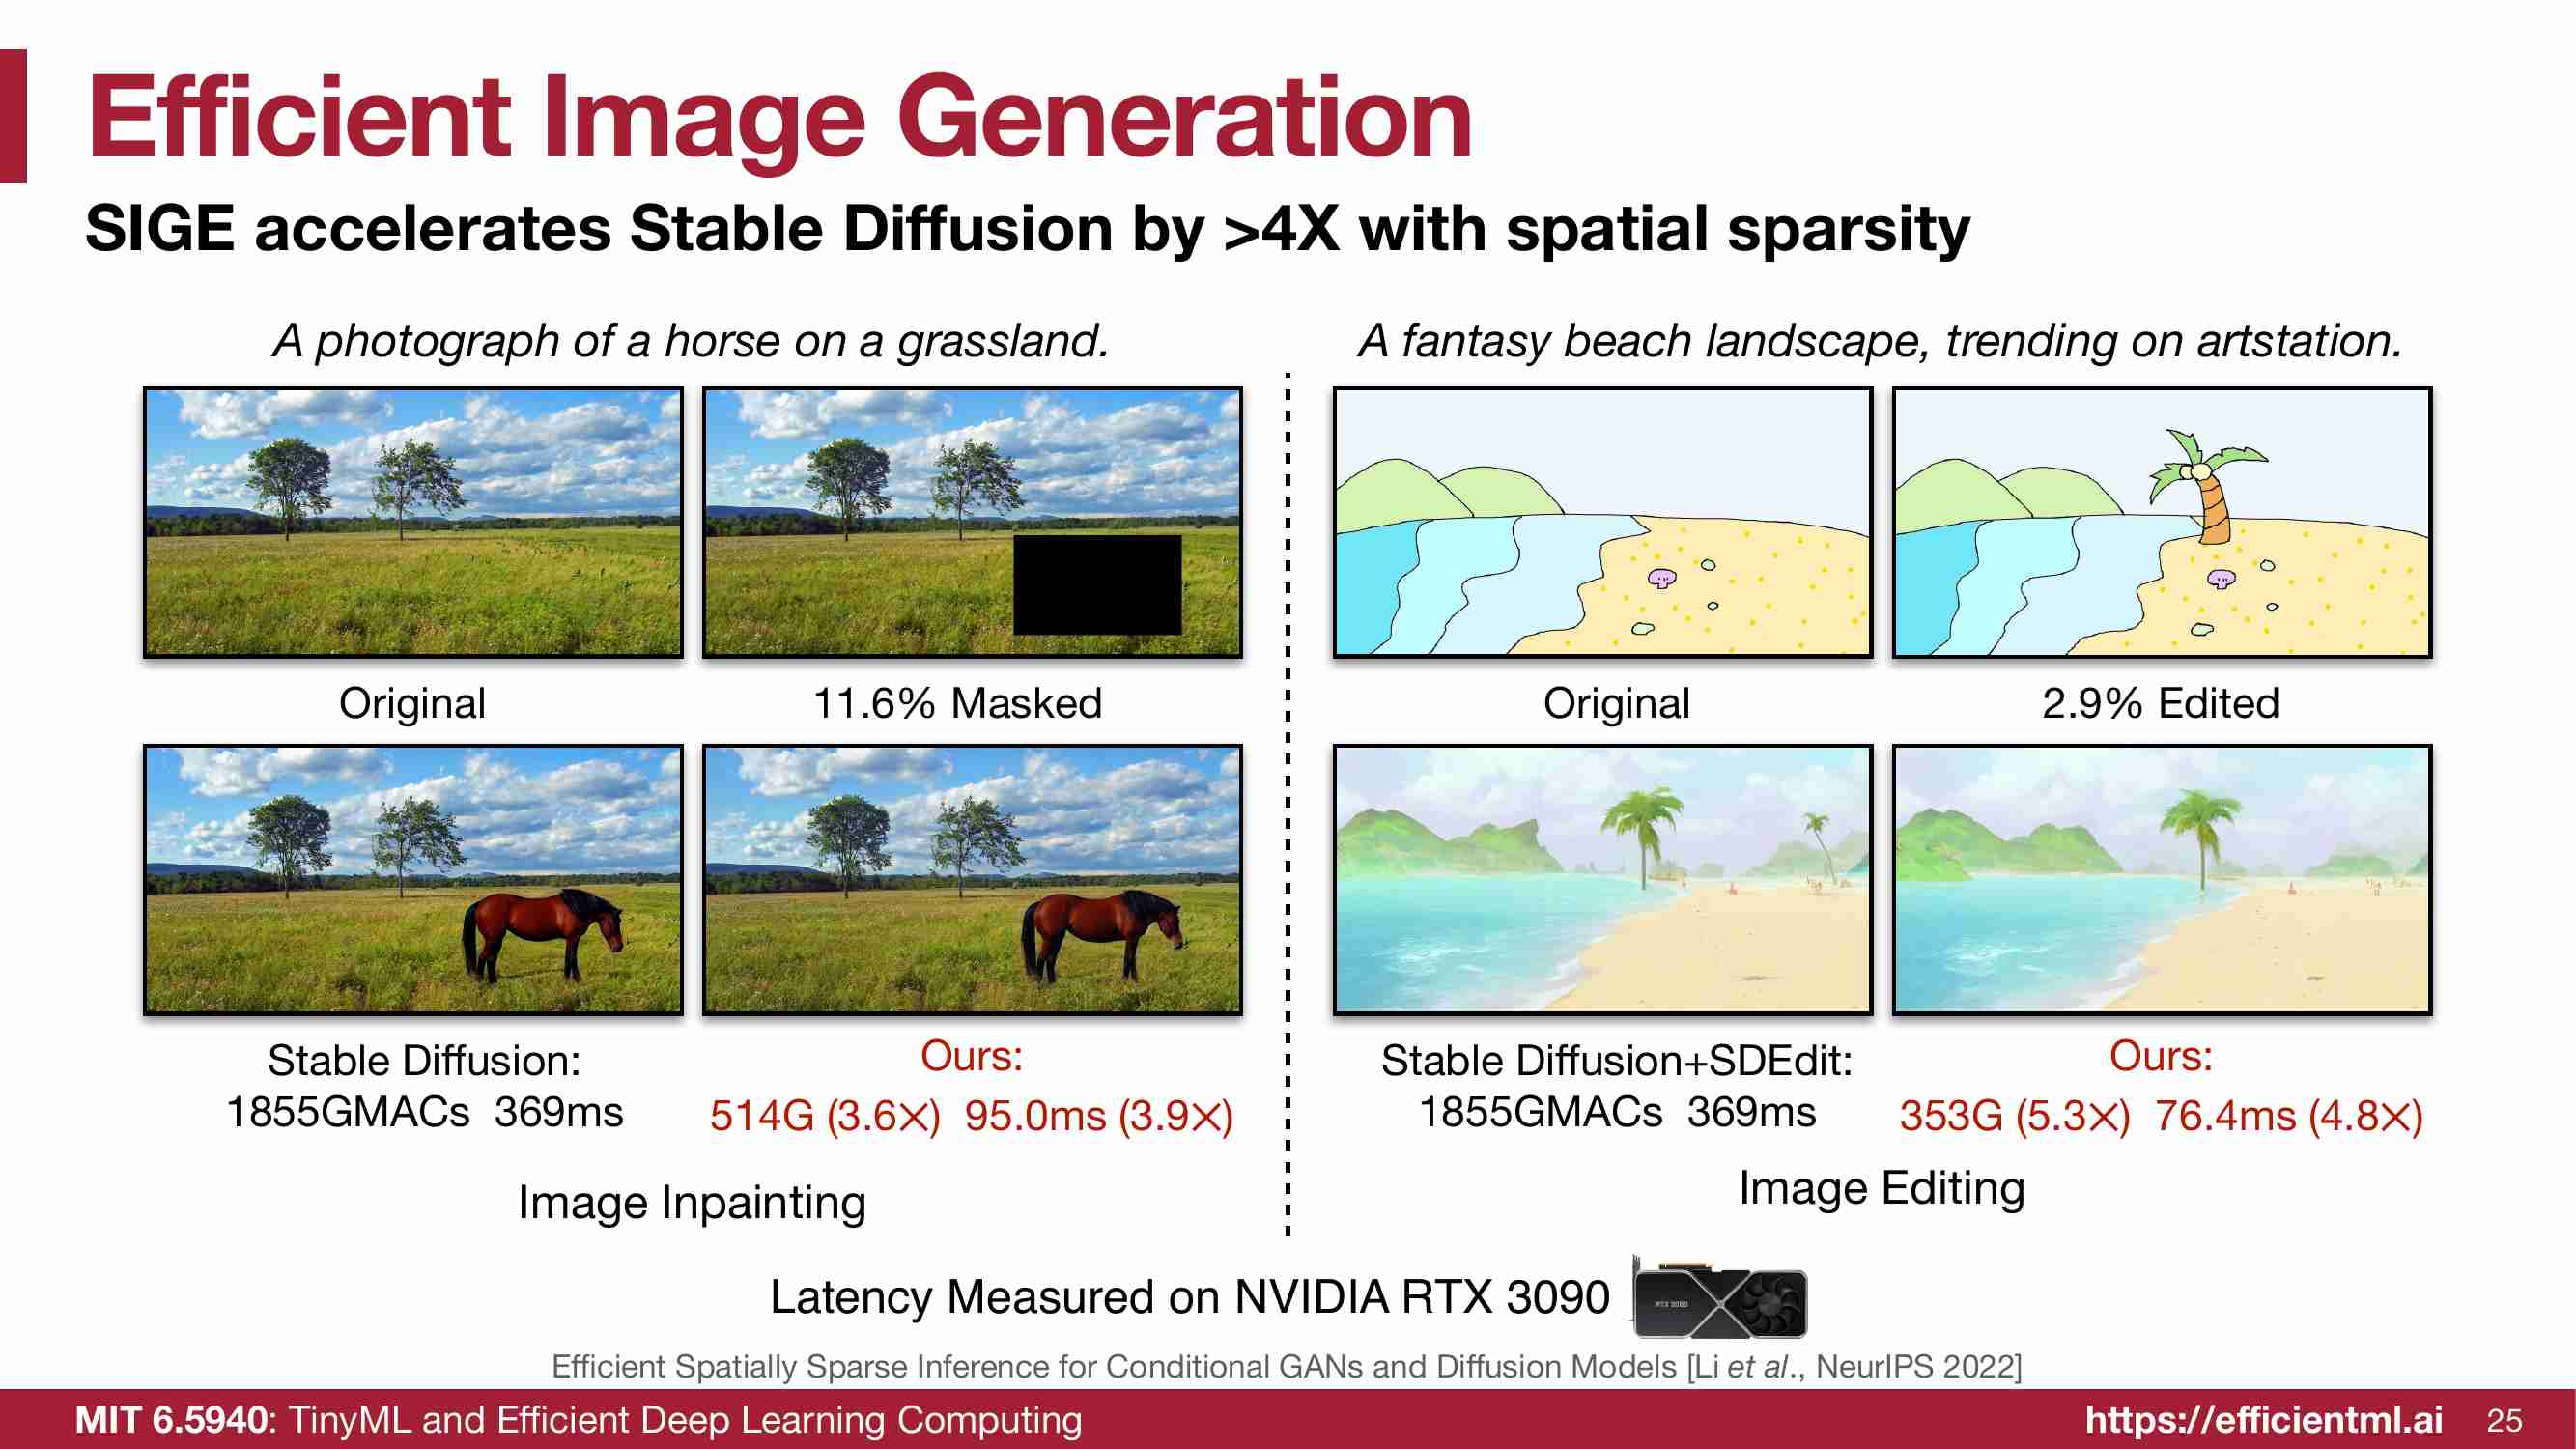 Efficient Image Generation
SIGE accelerates Stable Diffusion by >4X with spatial sparsity
A photograph of a horse on a grassland.
Original
11.6% Masked
Stable Diffusion:
1855GMACs 369ms
Ours:
514G (3.6×) 95.0ms (3.9×)
Image Inpainting
A fantasy beach landscape, trending on artstation.
Original
2.9% Edited
Stable Diffusion+SDEdit:
1855GMACs 369ms
Ours:
353G (5.3×) 76.4ms (4.8×)
Image Editing
Latency Measured on NVIDIA RTX 3090
RTX 3090
Efficient Spatially Sparse Inference for Conditional GANs and Diffusion Models [Li et al., NeurIPS 2022]
MIT 6.5940: TinyML and Efficient Deep Learning Computing
https://efficientml.ai
25